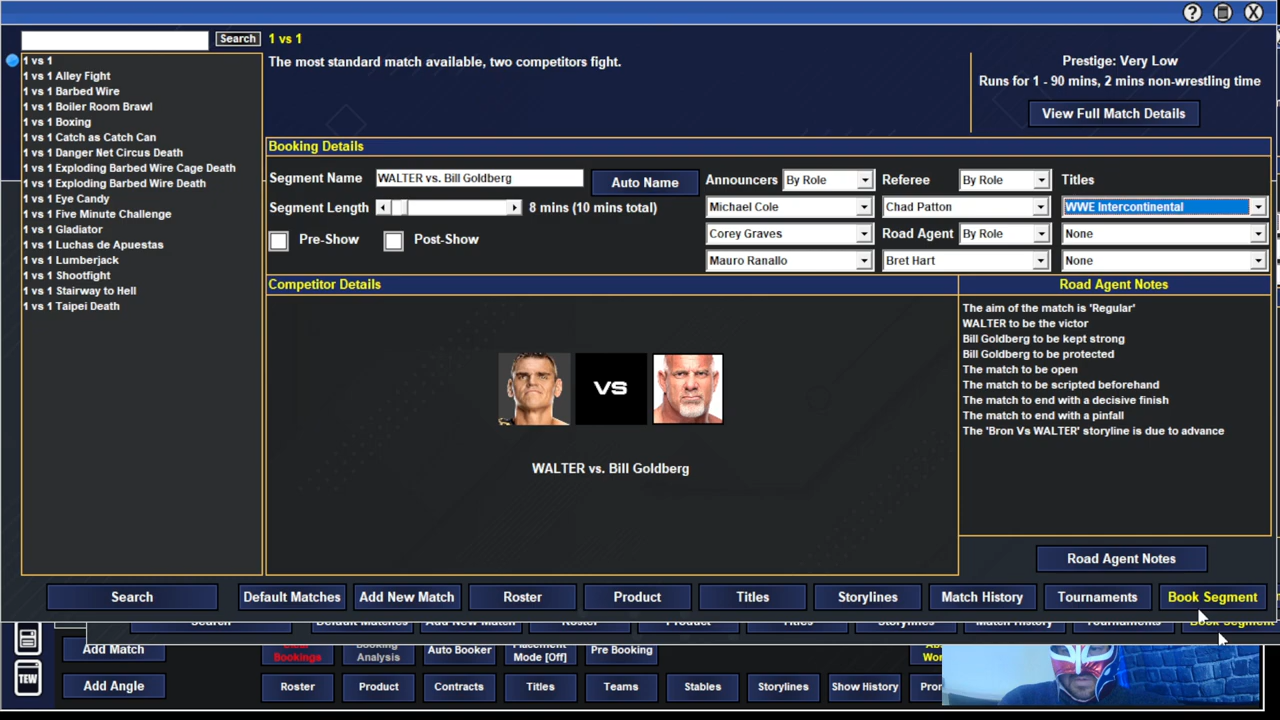 ?
X
Search
1 vs 1
1 vs 1
1 vs 1 Alley Fight
1 vs 1 Barbed Wire
1 vs 1 Boiler Room Brawl
1 vs 1 Boxing
1 vs 1 Catch as Catch Can
1 vs 1 Danger Net Circus Death
1 vs 1 Exploding Barbed Wire Cage Death
1 vs 1 Exploding Barbed Wire Death
1 vs 1 Eye Candy
1 vs 1 Five Minute Challenge
1 vs 1 Gladiator
1 vs 1 Luchas de Apuestas
1 vs 1 Lumberjack
1 vs 1 Shootfight
1 vs 1 Stairway to Hell
1 vs 1 Taipei Death
The most standard match available, two competitors fight.
Prestige: Very Low
Runs for 1 - 90 mins, 2 mins non-wrestling time
View Full Match Details
Booking Details
Segment Name WALTER vs. Bill Goldberg Auto Name Announcers By Role Referee By Role Titles
Segment Length 8 mins (10 mins total) Michael Cole Chad Patton WWE Intercontinental
Pre-Show Post-Show Corey Graves Road Agent By Role None
Mauro Ranallo Bret Hart None
Competitor Details
VS
WALTER vs. Bill Goldberg
Road Agent Notes
The aim of the match is 'Regular'
WALTER to be the victor
Bill Goldberg to be kept strong
Bill Goldberg to be protected
The match to be open
The match to be scripted beforehand
The match to end with a decisive finish
The match to end with a pinfall
The 'Bron Vs WALTER' storyline is due to advance
Road Agent Notes
Search Default Matches Add New Match Roster Product Titles Storylines Match History Tournaments Book Segment
Add Match Bookings Booking Analysis Auto Booker Placement Mode [Off] Pre Booking
TEW Add Angle Roster Product Contracts Titles Teams Stables Storylines Show History